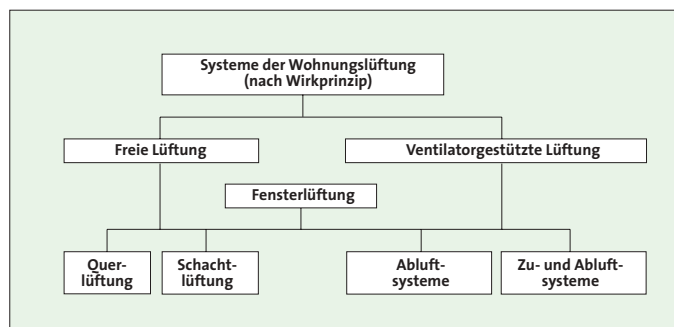 Systeme der Wohnungslüftung
(nach Wirkprinzip)
Freie Lüftung
Ventilatorgestützte Lüftung
Fensterlüftung
Quer-
lüftung
Schacht-
lüftung
Abluft-
systeme
Zu- und Abluft-
systeme